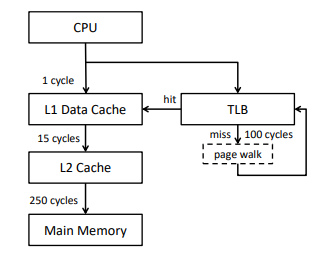 CPU
1 cycle
hit
L1 Data Cache
TLB
15 cycles
miss 100 cycles
page walk
L2 Cache
250 cycles
Main Memory